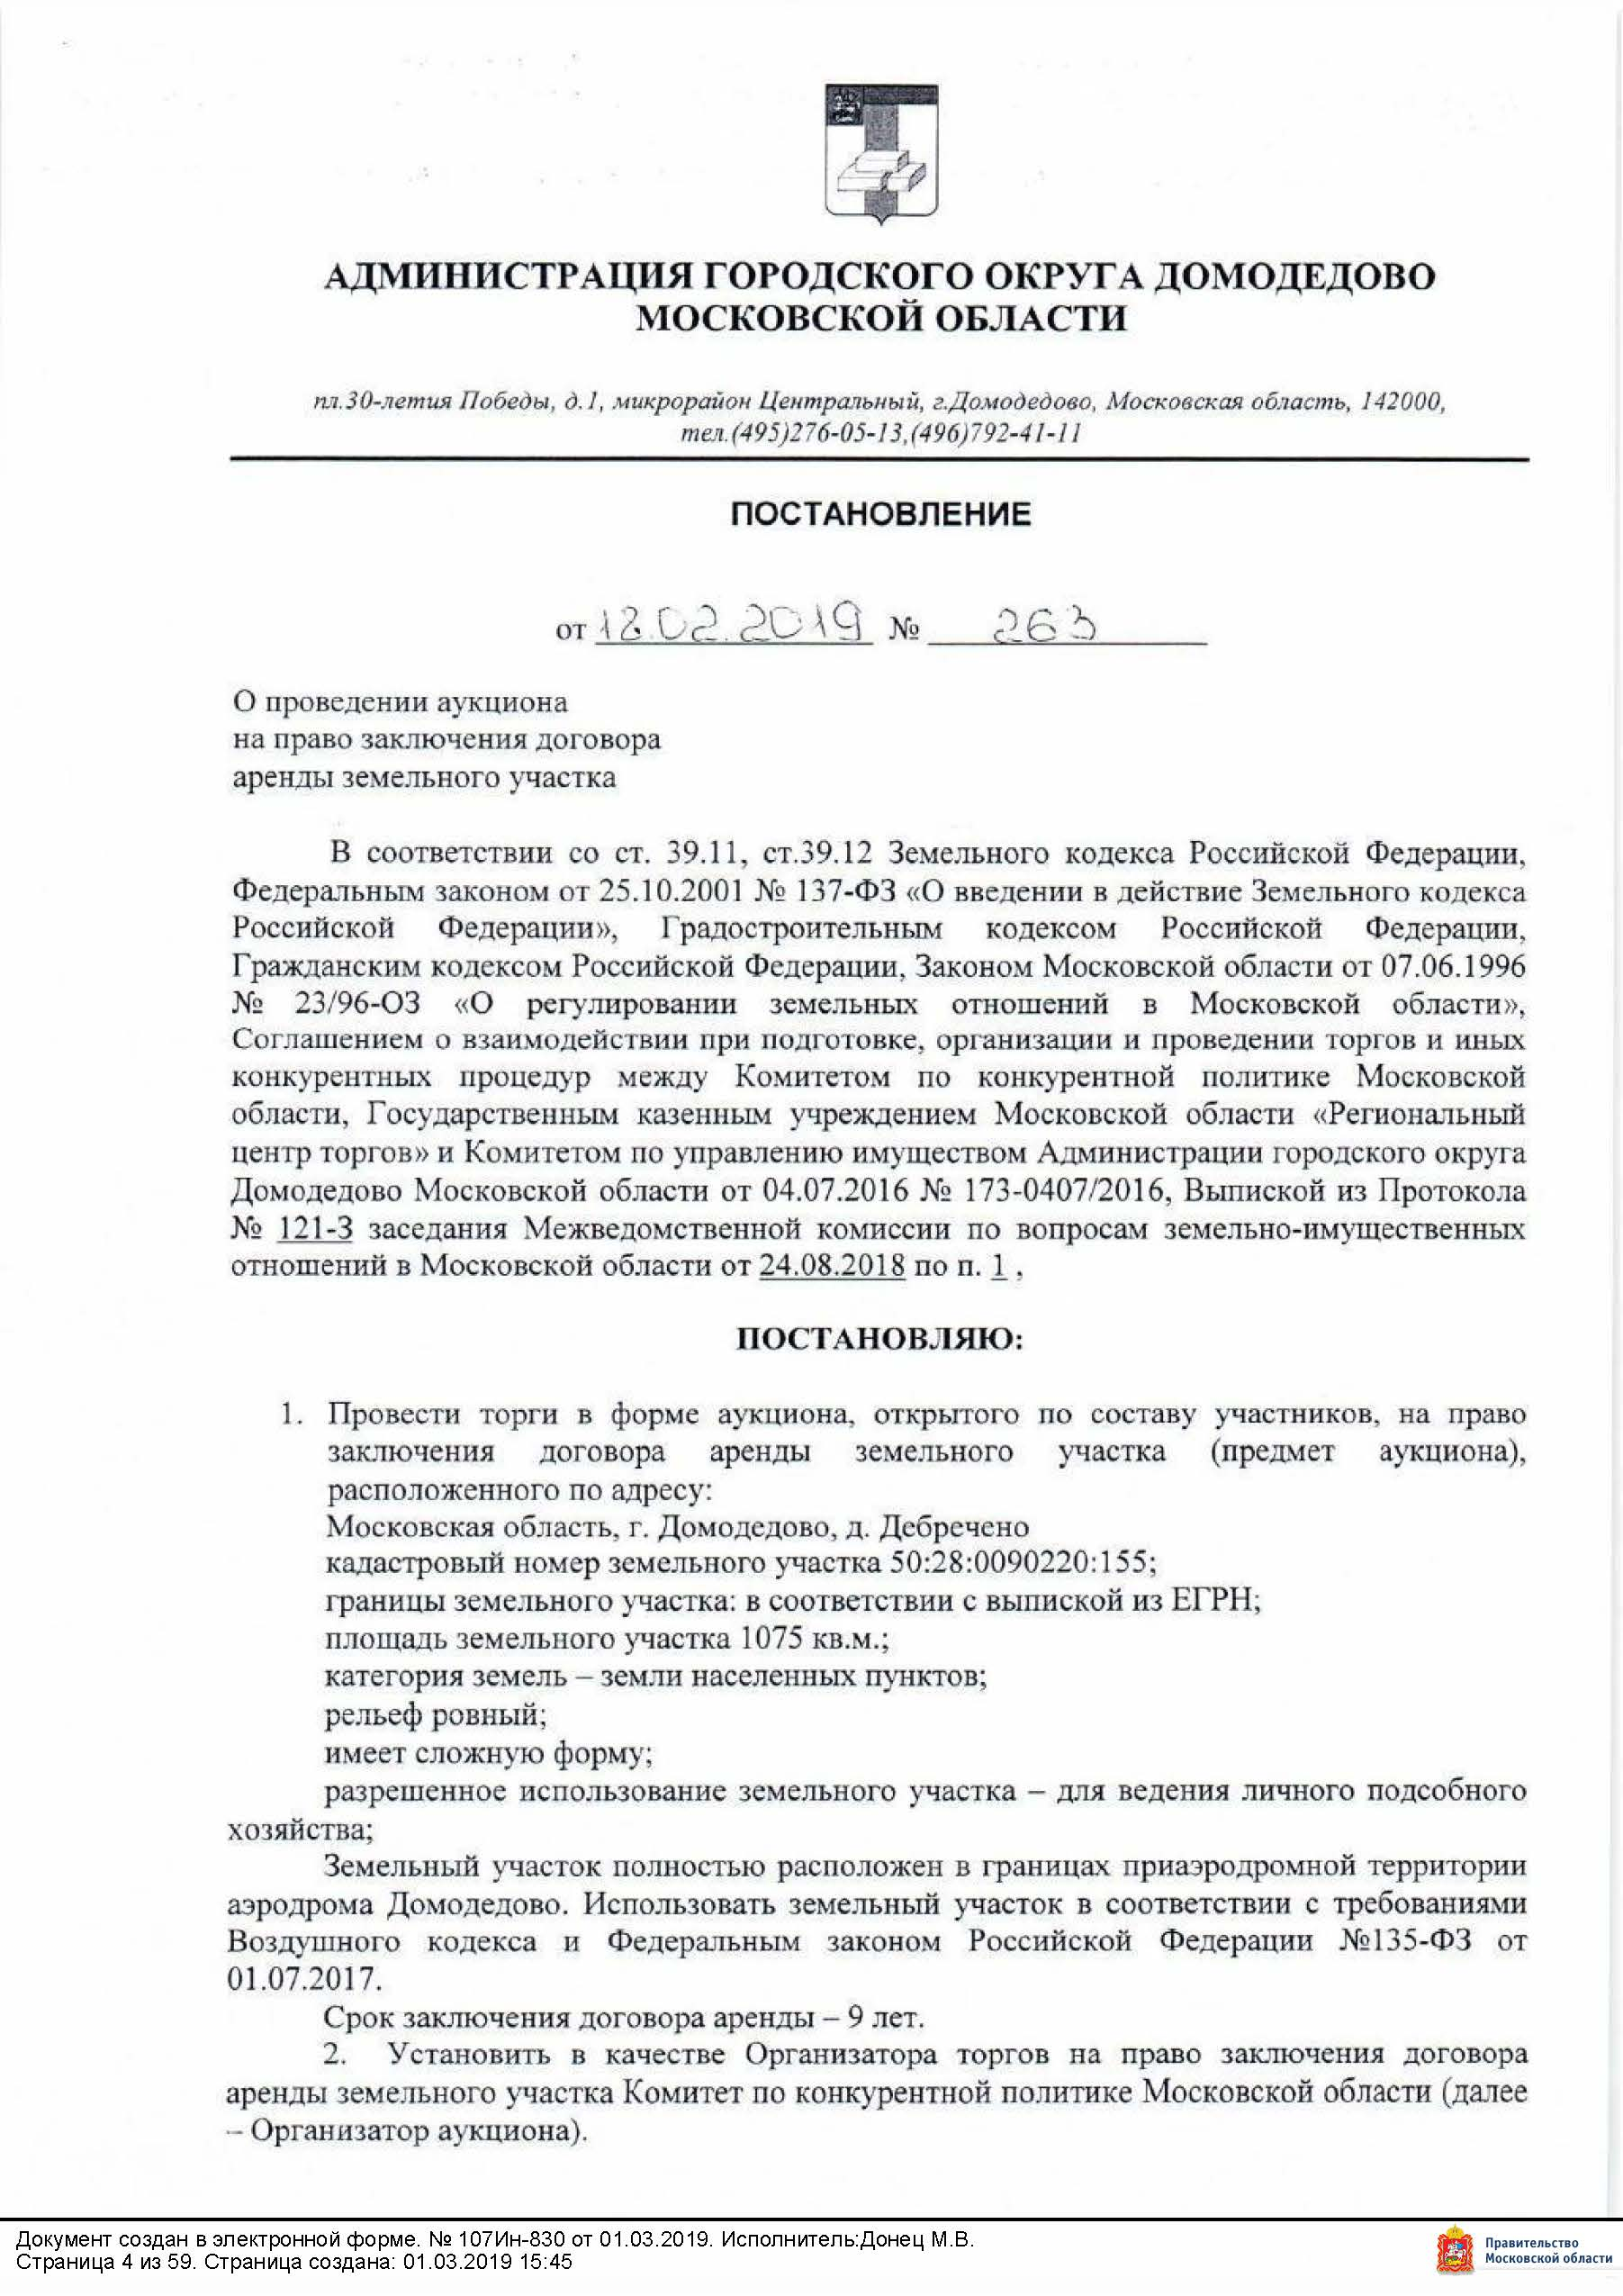 АДМИНИСТРАЦИЯ ГОРОДСКОГО ОКРУГА ДОМОДЕДОВО
МОСКОВСКОЙ ОБЛАСТИ
пл.30-летия Победы, д.1, микрорайон Центральный, г.Домодедово, Московская область, 142000,
тел.(495)276-05-13,(496)792-41-11
ПОСТАНОВЛЕНИЕ
от 18.02.2019 № 263
О проведении аукциона
на право заключения договора
аренды земельного участка
В соответствии со ст. 39.11, ст.39.12 Земельного кодекса Российской Федерации,
Федеральным законом от 25.10.2001 № 137-ФЗ «О введении в действие Земельного кодекса
Российской Федерации», Градостроительным кодексом Российской Федерации,
Гражданским кодексом Российской Федерации, Законом Московской области от 07.06.1996
№ 23/96-ОЗ «О регулировании земельных отношений в Московской области»,
Соглашением о взаимодействии при подготовке, организации и проведении торгов и иных
конкурентных процедур между Комитетом по конкурентной политике Московской
области, Государственным казенным учреждением Московской области «Региональный
центр торгов» и Комитетом по управлению имуществом Администрации городского округа
Домодедово Московской области от 04.07.2016 № 173-0407/2016, Выпиской из Протокола
№ 121-З заседания Межведомственной комиссии по вопросам земельно-имущественных
отношений в Московской области от 24.08.2018 по п. 1 ,
ПОСТАНОВЛЯЮ:
1. Провести торги в форме аукциона, открытого по составу участников, на право
заключения договора аренды земельного участка (предмет аукциона),
расположенного по адресу:
Московская область, г. Домодедово, д. Дебречено
кадастровый номер земельного участка 50:28:0090220:155;
границы земельного участка: в соответствии с выпиской из ЕГРН;
площадь земельного участка 1075 кв.м.;
категория земель – земли населенных пунктов;
рельеф ровный;
имеет сложную форму;
разрешенное использование земельного участка – для ведения личного подсобного
хозяйства;
Земельный участок полностью расположен в границах приаэродромной территории
аэродрома Домодедово. Использовать земельный участок в соответствии с требованиями
Воздушного кодекса и Федеральным законом Российской Федерации №135-ФЗ от
01.07.2017.
Срок заключения договора аренды – 9 лет.
2. Установить в качестве Организатора торгов на право заключения договора
аренды земельного участка Комитет по конкурентной политике Московской области (далее
– Организатор аукциона).
Документ создан в электронной форме. № 107Ин-830 от 01.03.2019. Исполнитель:Донец М.В.
Страница 4 из 59. Страница создана: 01.03.2019 15:45
Правительство
Московской области